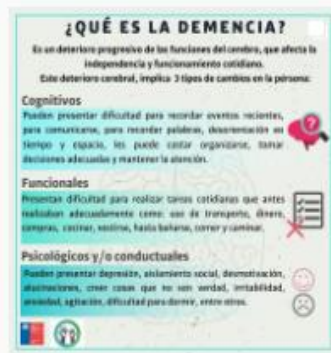 ¿QUÉ ES LA DEMENCIA?
Es un deterioro progresivo de las funciones del cerebro, que afecta la
independencia y funcionamiento cotidiano.
Este deterioro cerebral, implica 3 tipos de cambios en la persona:
Cognitivos
Pueden presentar dificultad para recordar eventos recientes,
para comunicarse, para recordar palabras, desorientación en
tiempo y espacio, les puede costar organizarse, tomar
decisiones adecuadas y mantener la atención.
Funcionales
Presentan dificultad para realizar tareas cotidianas que antes
realizaban adecuadamente como: uso de transporte, dinero,
compras, cocinar, vestirse, hasta bañarse, comer y caminar.
Psicológicos y/o conductuales
Pueden presentar depresión, aislamiento social, desmotivación,
alucinaciones, creer cosas que no son verdad, irritabilidad,
ansiedad, agitación, dificultad para dormir, entre otros.